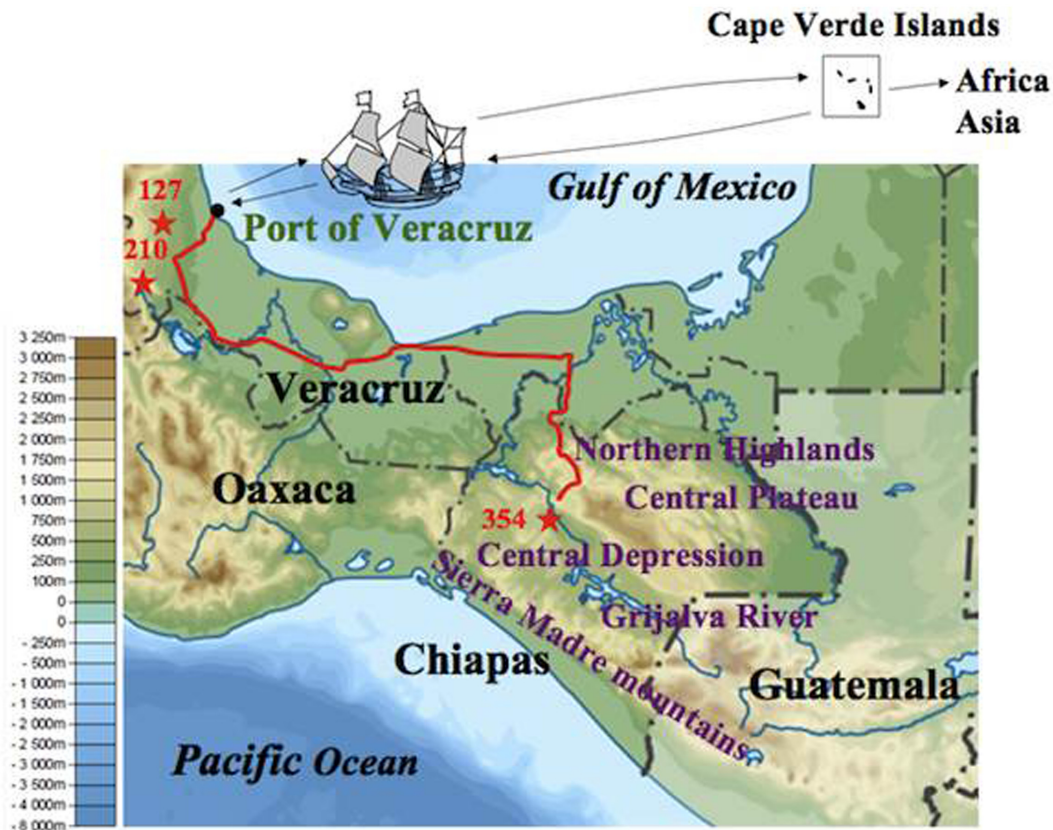 Cape Verde Islands
Africa
Asia
Gulf of Mexico
127
Port of Veracruz
210
3 250m
3 000m
2 750m
2 500m
2 250m
2 000m
1 750m
1 500m
1 000m
750m
500m
250m
100m
0
0
- 250m
- 500m
- 1 000m
- 1 500m
- 2 000m
- 2 500m
- 3 000m
- 3 500m
- 4 000m
- 8 000m
Veracruz
Northern Highlands
Oaxaca
Central Plateau
354
Central Depression
Sierra Madre mountains
Grijalva River
Chiapas
Guatemala
Pacific Ocean